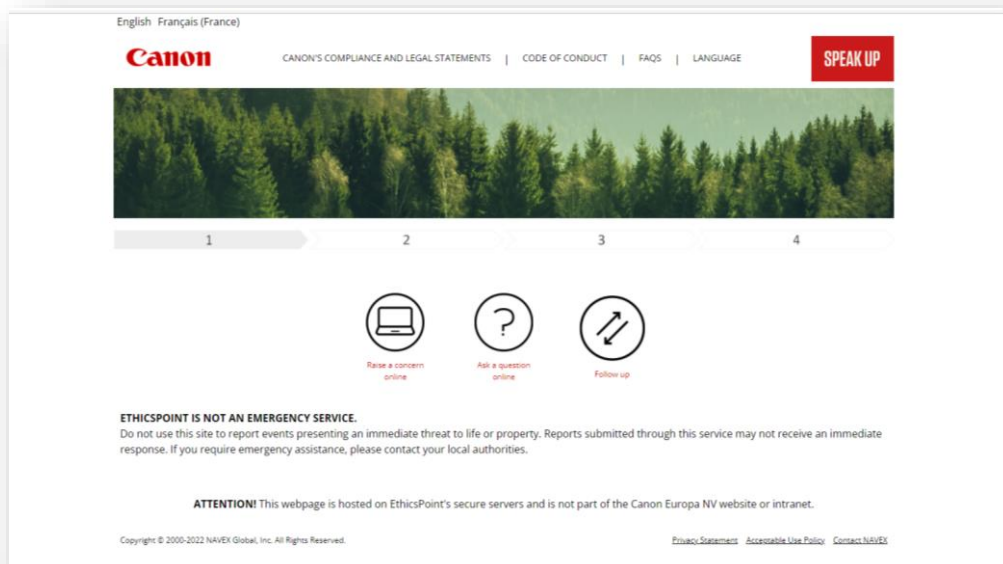 English Français (France)
Canon
CANON'S COMPLIANCE AND LEGAL STATEMENTS | CODE OF CONDUCT | FAQS | LANGUAGE
SPEAK UP
1 2 3 4
Raise a concern
online
Ask a question
online
Follow up
ETHICSPOINT IS NOT AN EMERGENCY SERVICE.
Do not use this site to report events presenting an immediate threat to life or property. Reports submitted through this service may not receive an immediate
response. If you require emergency assistance, please contact your local authorities.
ATTENTION! This webpage is hosted on EthicsPoint's secure servers and is not part of the Canon Europa NV website or intranet.
Copyright © 2000-2022 NAVEX Global, Inc. All Rights Reserved.
Privacy Statement Acceptable Use Policy Contact NAVEX